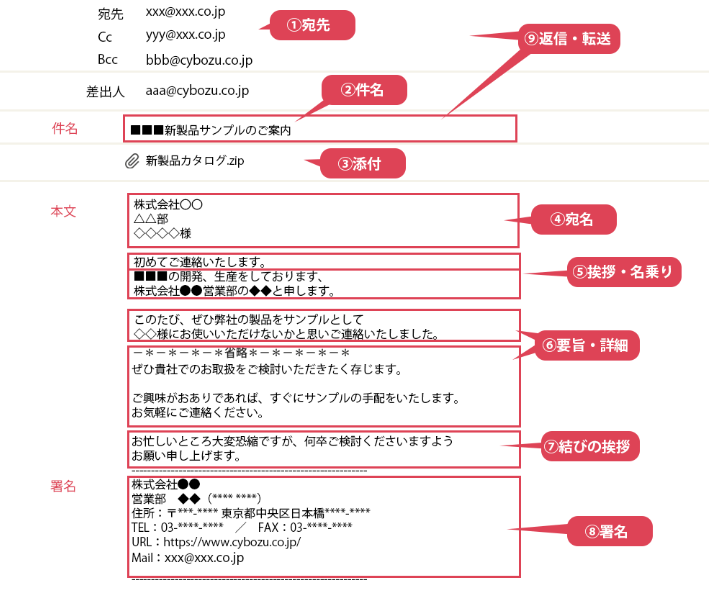 宛先 xxx@xxx.co.jp
①宛先
Cc yyy@xxx.co.jp
⑨返信・転送
Bcc bbb@cybozu.co.jp
差出人 aaa@cybozu.co.jp
②件名
件名 ■■■新製品サンプルのご案内
新製品カタログ.zip
③添付
本文
株式会社〇〇
△△部
◇◇◇◇様
④宛名
初めてご連絡いたします。
■■■の開発、生産をしております、
株式会社●●営業部の◆◆と申します。
⑤挨拶・名乗り
このたび、ぜひ弊社の製品をサンプルとして
◇◇様にお使いいただけないかと思いご連絡いたしました。
⑥要旨・詳細
－＊－＊－＊－＊省略＊－＊－＊－＊－＊
ぜひ貴社でのお取扱をご検討いただきたく存じます。
ご興味がおありであれば、すぐにサンプルの手配をいたします。
お気軽にご連絡ください。
お忙しいところ大変恐縮ですが、何卒ご検討くださいますよう
お願い申し上げます。
⑦結びの挨拶
------------------------------------------------------------
署名
株式会社●●
営業部　◆◆（**** ****）
住所：〒***-**** 東京都中央区日本橋****-****
TEL：03-****-****　／　FAX：03-****-****
URL：https://www.cybozu.co.jp/
Mail：xxx@xxx.co.jp
⑧署名
------------------------------------------------------------